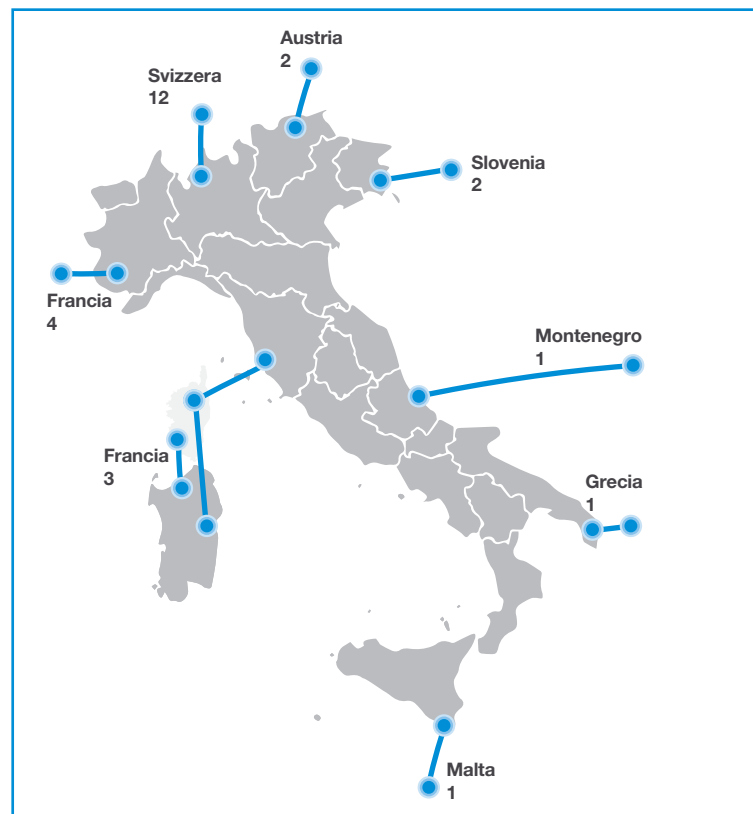 Austria
2
Svizzera
12
Slovenia
2
Francia
4
Montenegro
1
Francia
3
Grecia
1
Malta
1